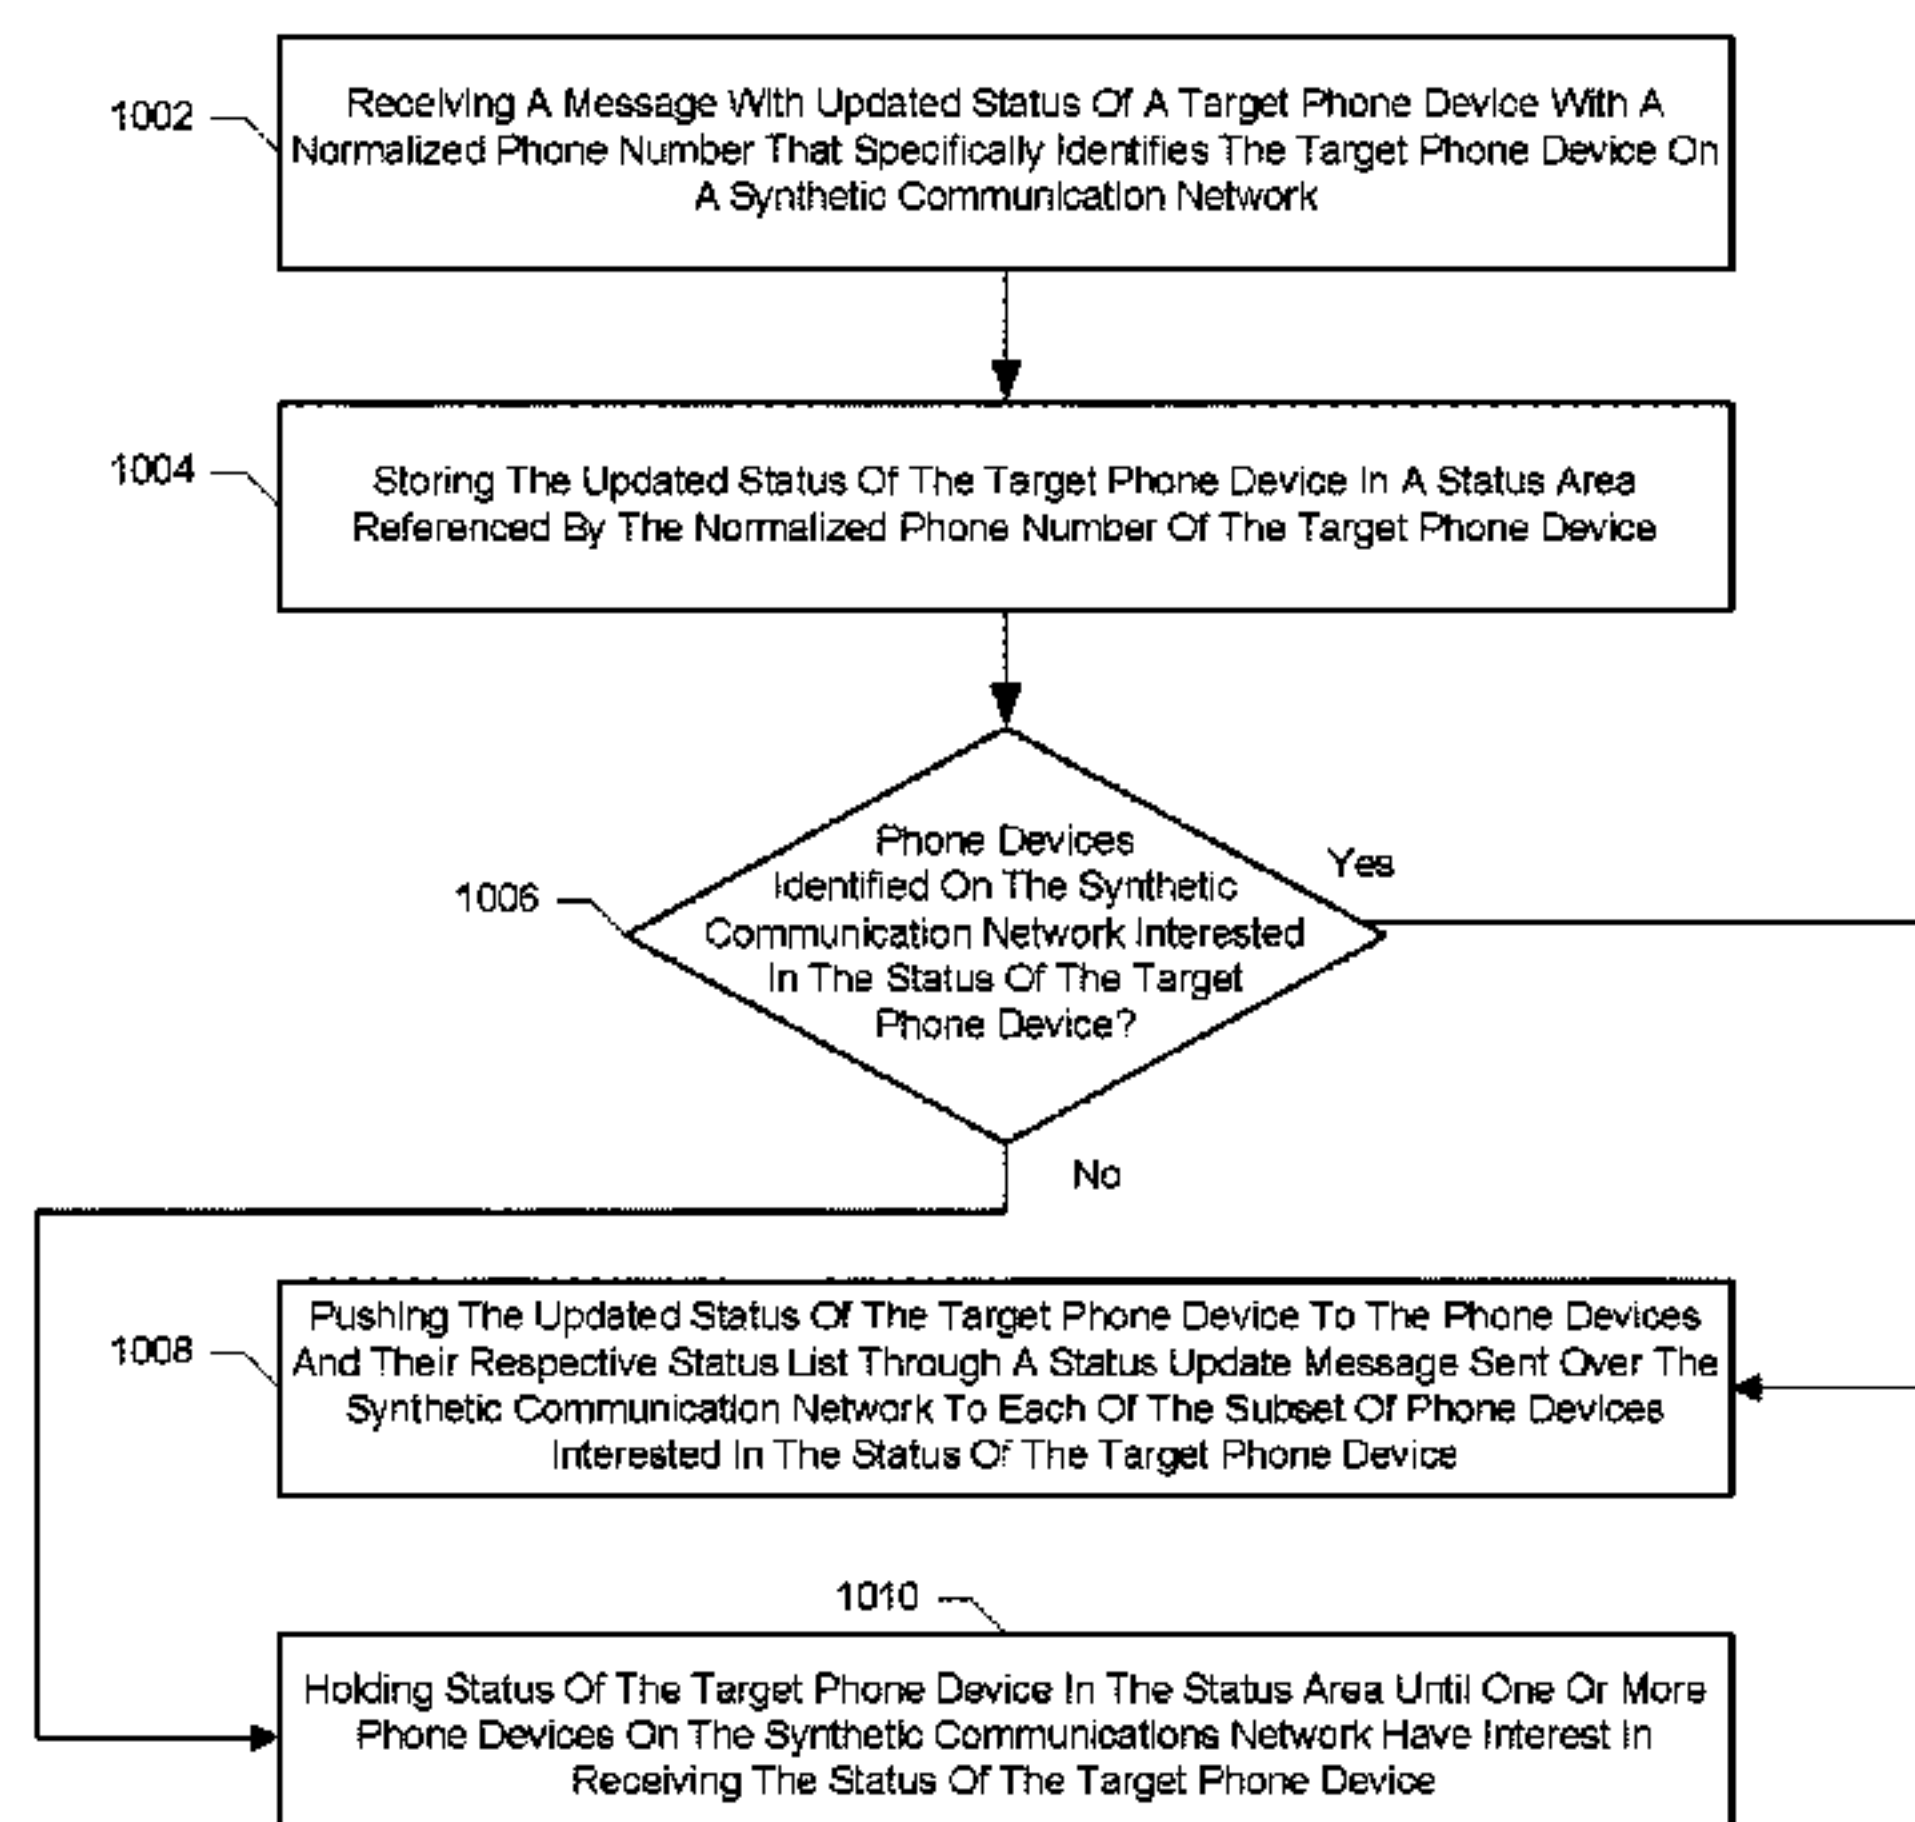 1002
Receiving A Message With Updated Status Of A Target Phone Device With A
Normalized Phone Number That Specifically Identifies The Target Phone Device On
A Synthetic Communication Network
1004
Storing The Updated Status Of The Target Phone Device In A Status Area
Referenced By The Normalized Phone Number Of The Target Phone Device
1006
Phone Devices
Identified On The Synthetic
Communication Network Interested
In The Status Of The Target
Phone Device?
Yes
No
1008
Pushing The Updated Status Of The Target Phone Device To The Phone Devices
And Their Respective Status List Through A Status Update Message Sent Over The
Synthetic Communication Network To Each Of The Subset Of Phone Devices
Interested In The Status Of The Target Phone Device
1010
Holding Status Of The Target Phone Device In The Status Area Until One Or More
Phone Devices On The Synthetic Communications Network Have Interest In
Receiving The Status Of The Target Phone Device